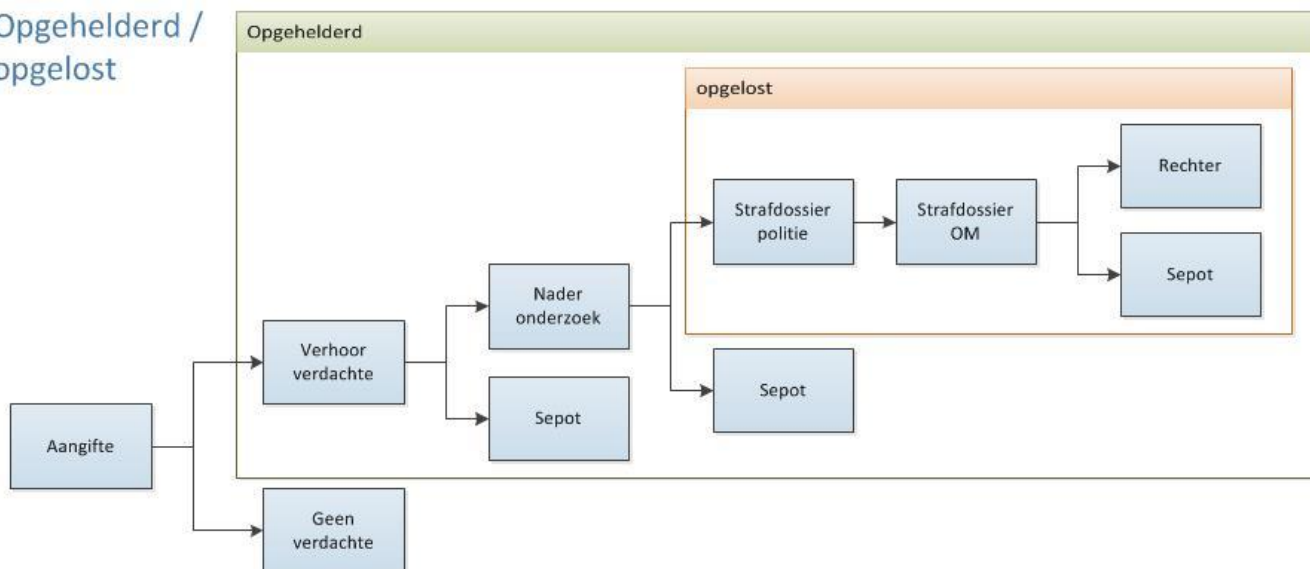 Opgehelderd /
opgelost
Opgehelderd
opgelost
Rechter
Strafdossier
politie
Strafdossier
OM
Sepot
Nader
onderzoek
Verhoor
verdachte
Sepot
Sepot
Aangifte
Geen
verdachte